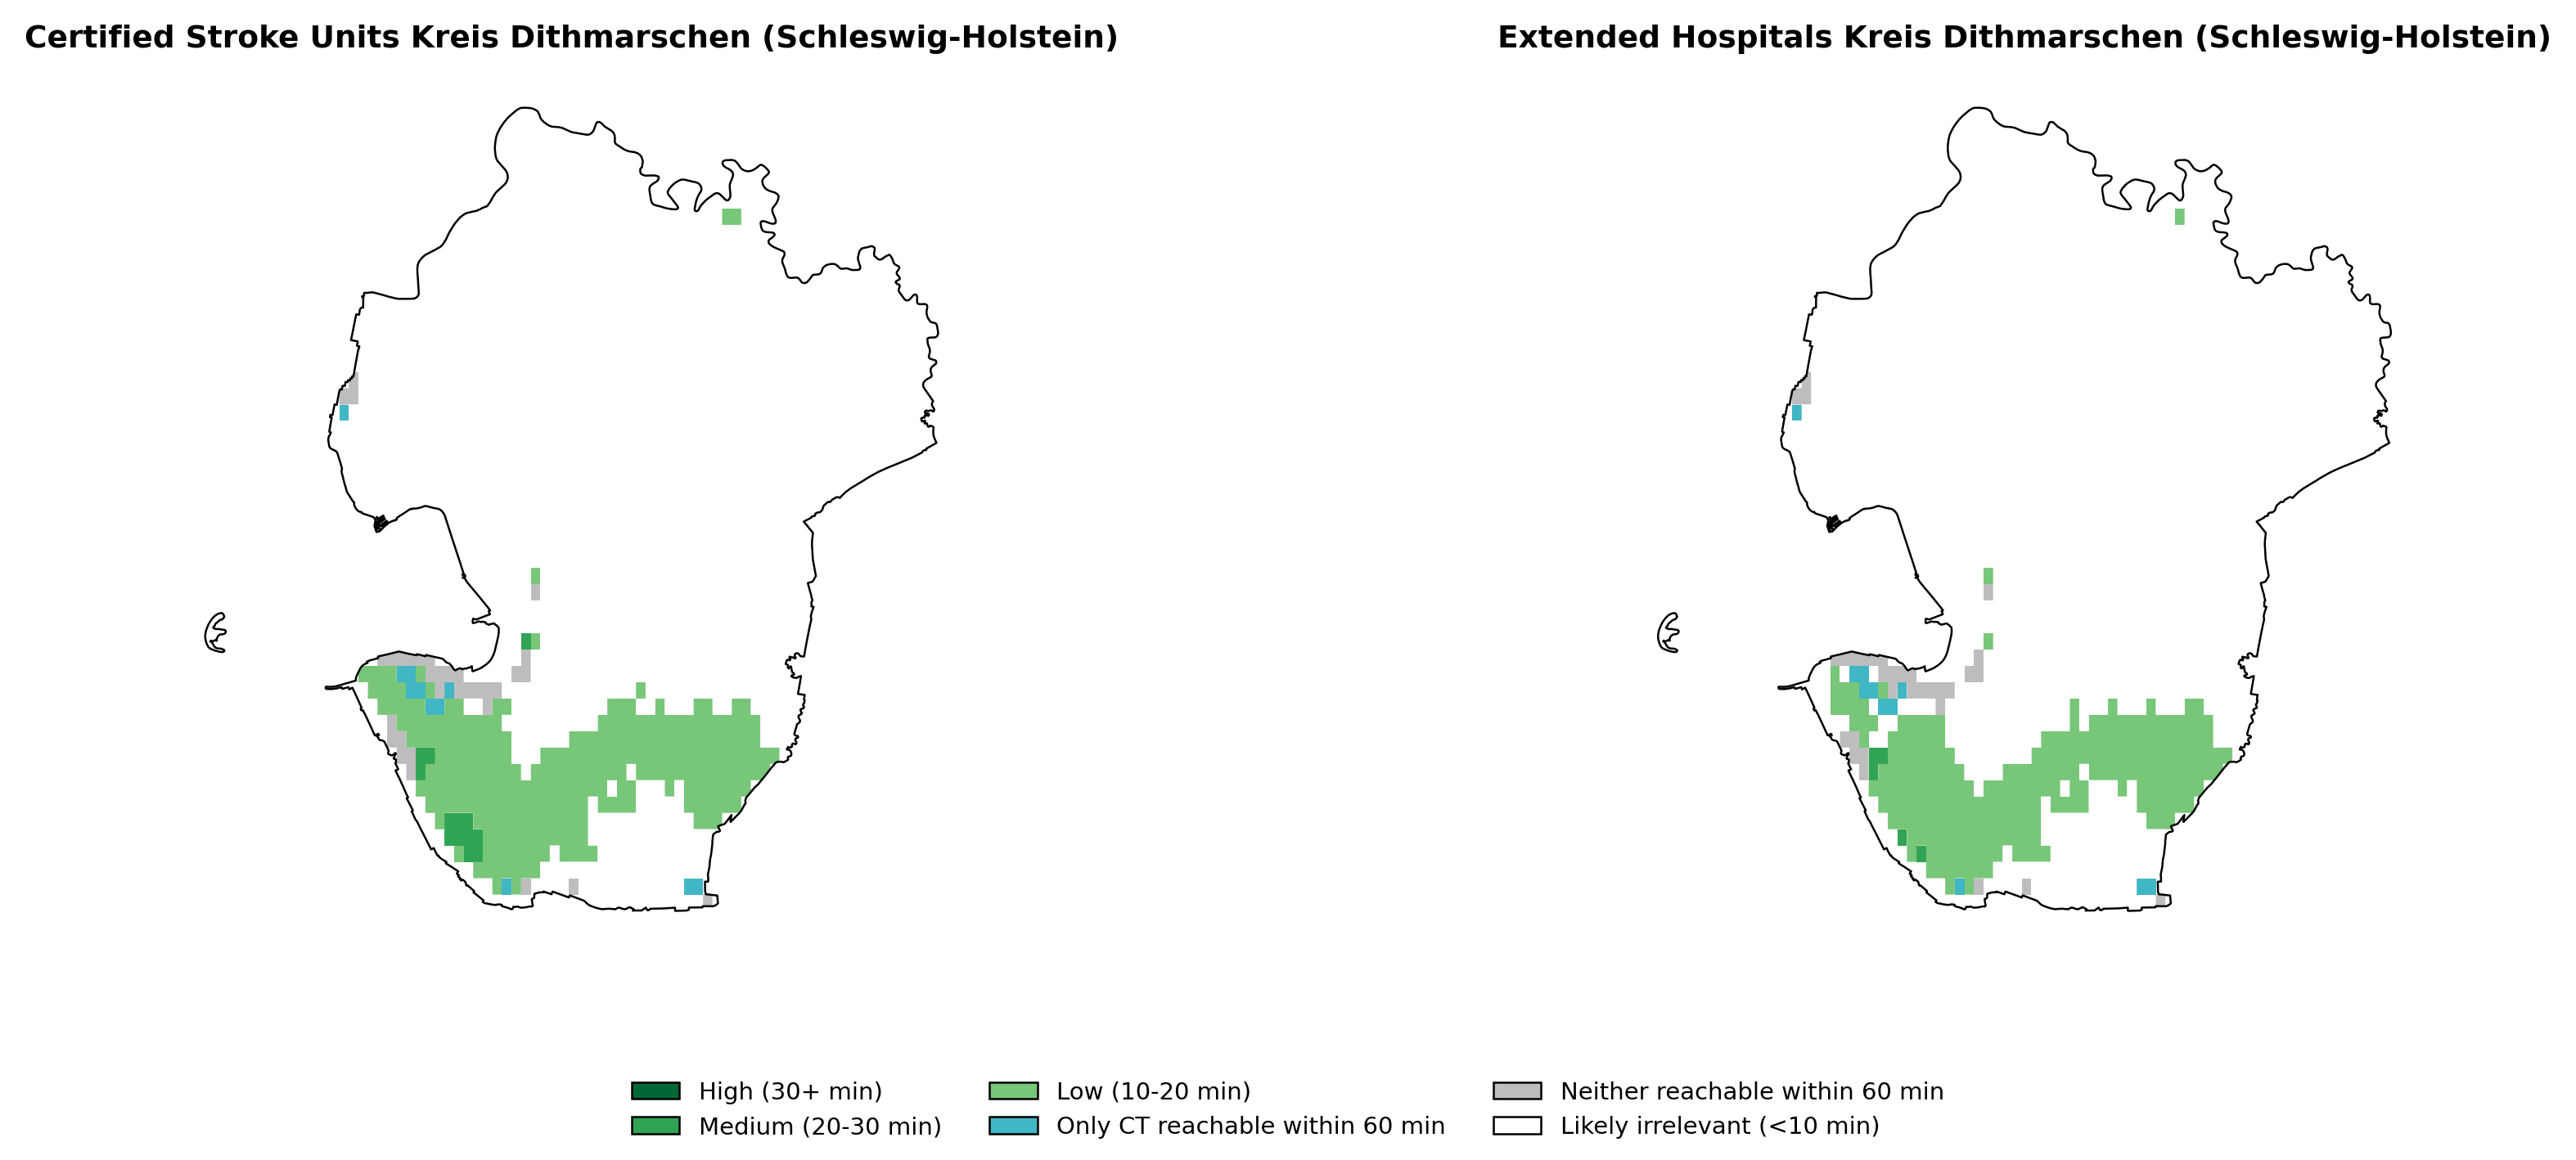 Certified Stroke Units Kreis Dithmarschen (Schleswig-Holstein)
Extended Hospitals Kreis Dithmarschen (Schleswig-Holstein)
High (30+ min)
Medium (20-30 min)
Low (10-20 min)
Only CT reachable within 60 min
Neither reachable within 60 min
Likely irrelevant (<10 min)